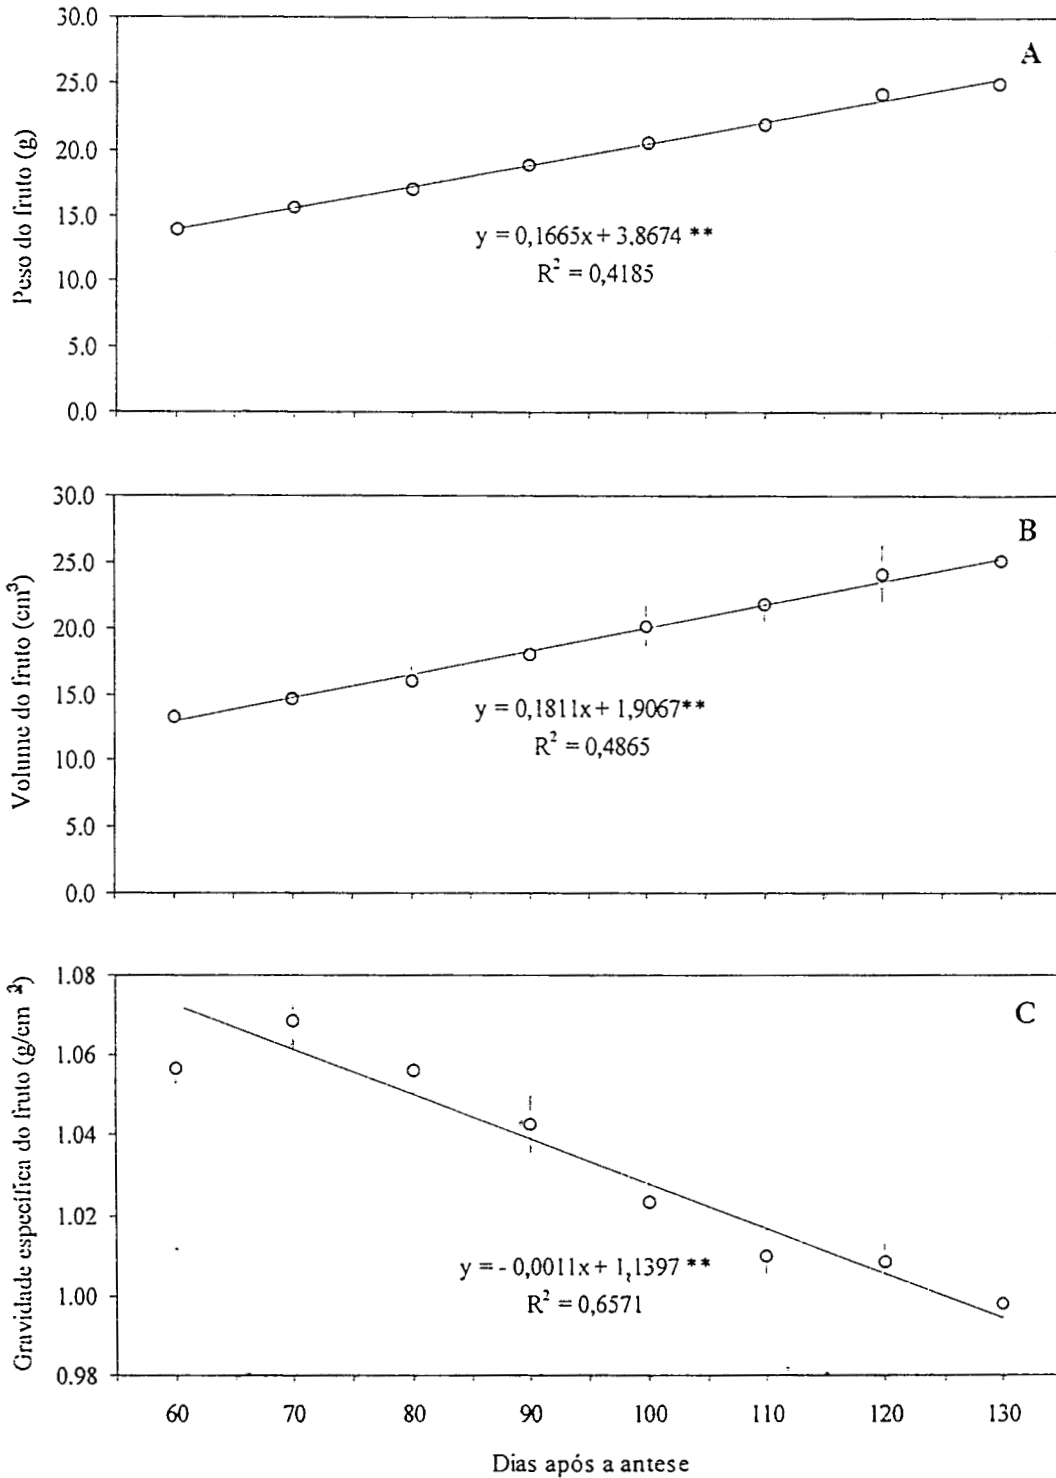 30.0
A
25.0
20.0
15.0
10.0
5.0
0.0
Peso do fruto (g)
y = 0,1665x + 3.8674 **
R² = 0,4185
30.0
B
25.0
20.0
15.0
10.0
5.0
0.0
Volume do fruto (cm³)
y = 0,1811x + 1,9067**
R² = 0,4865
1.08
C
1.06
1.04
1.02
1.00
0.98
Gravidade específica do fruto (g/cm³)
y = - 0,0011x + 1,1397 **
R² = 0,6571
60 70 80 90 100 110 120 130
Dias após a antese